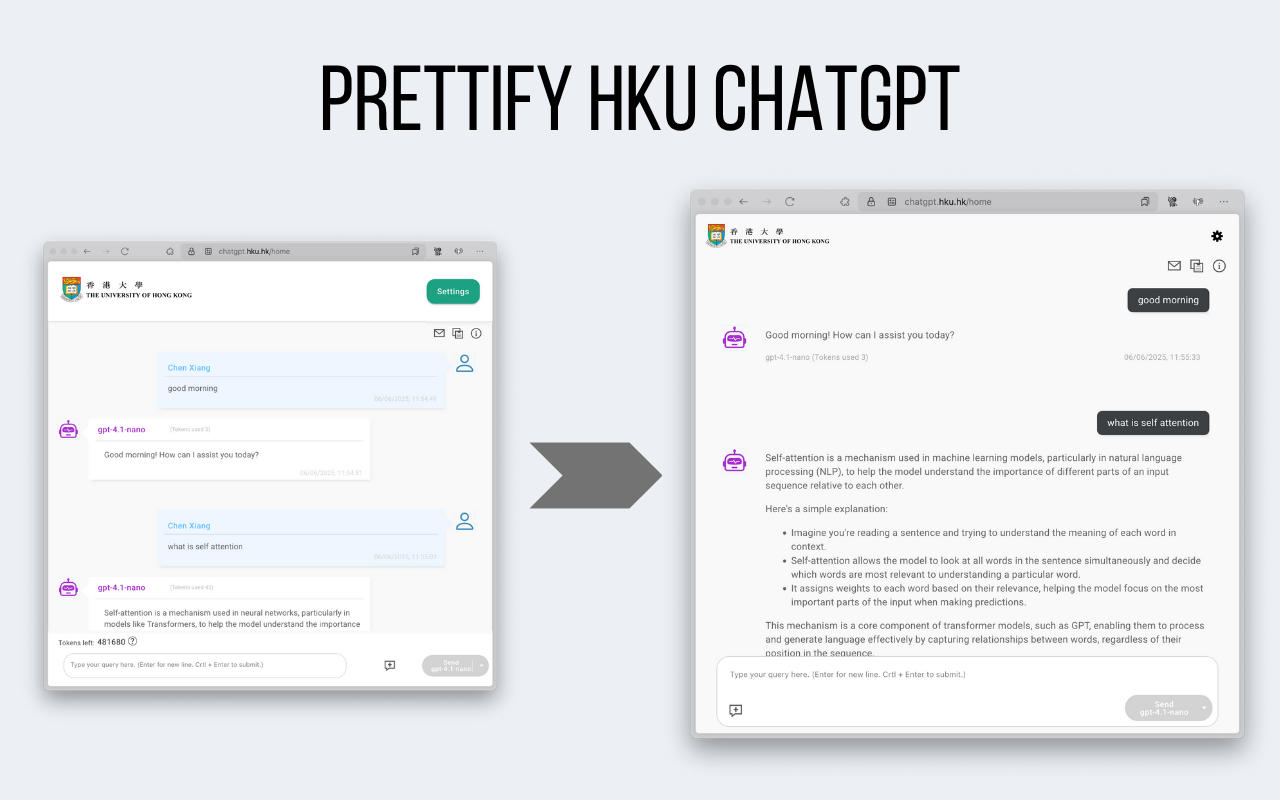 PRETTIFY HKU CHATGPT
chatgpt.hku.hk/home
香港大學
THE UNIVERSITY OF HONG KONG
Settings
Chen Xiang
good morning
06/06/2025, 11:54:49
gpt-4.1-nano (Tokens used 3)
Good morning! How can I assist you today?
06/06/2025, 11:54:51
Chen Xiang
what is self attention
06/06/2025, 11:55:03
gpt-4.1-nano (Tokens used 43)
Self-attention is a mechanism used in neural networks, particularly in
models like Transformers, to help the model understand the importance
Tokens left: 481680
Type your query here. (Enter for new line. Crtl + Enter to submit.)
Send
gpt-4.1-nano
chatgpt.hku.hk/home
香港大學
THE UNIVERSITY OF HONG KONG
good morning
Good morning! How can I assist you today?
gpt-4.1-nano (Tokens used 3) 06/06/2025, 11:55:33
what is self attention
Self-attention is a mechanism used in machine learning models, particularly in natural language
processing (NLP), to help the model understand the importance of different parts of an input
sequence relative to each other.
Here's a simple explanation:
• Imagine you're reading a sentence and trying to understand the meaning of each word in
context.
• Self-attention allows the model to look at all words in the sentence simultaneously and decide
which words are most relevant to understanding a particular word.
• It assigns weights to each word based on their relevance, helping the model focus on the most
important parts of the input when making predictions.
This mechanism is a core component of transformer models, such as GPT, enabling them to process
and generate language effectively by capturing relationships between words, regardless of their
position in the sequence.
Type your query here. (Enter for new line. Crtl + Enter to submit.)
Send
gpt-4.1-nano